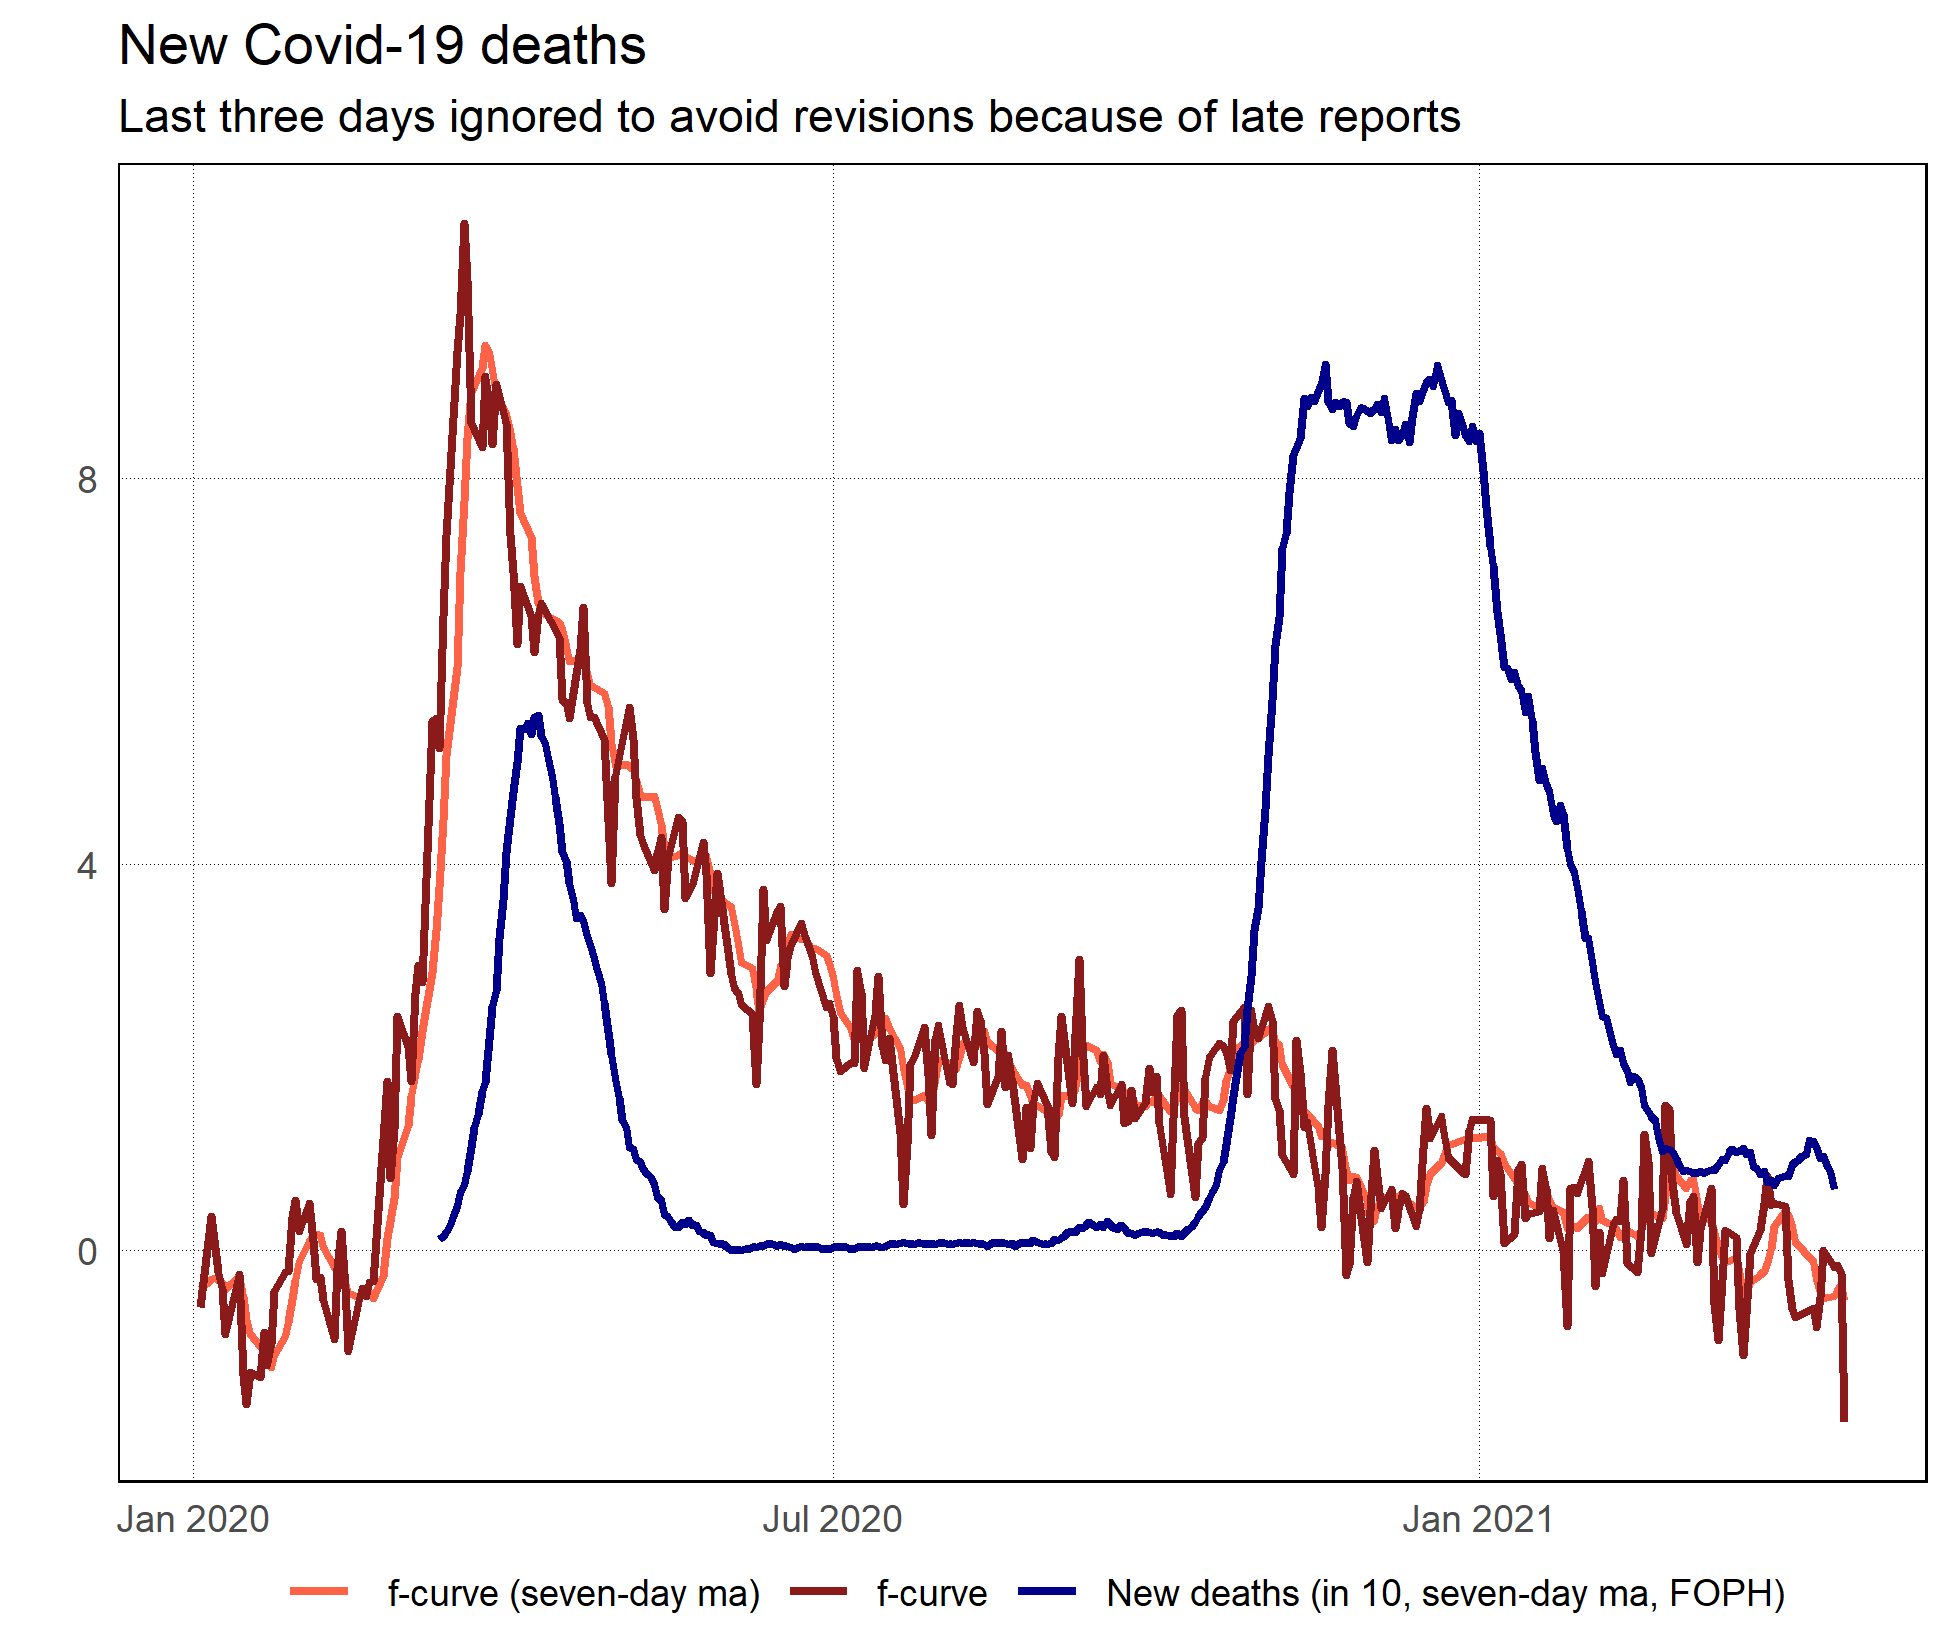 New Covid-19 deaths
Last three days ignored to avoid revisions because of late reports
8
4
0
Jan 2020 Jul 2020 Jan 2021
f-curve (seven-day ma) f-curve New deaths (in 10, seven-day ma, FOPH)